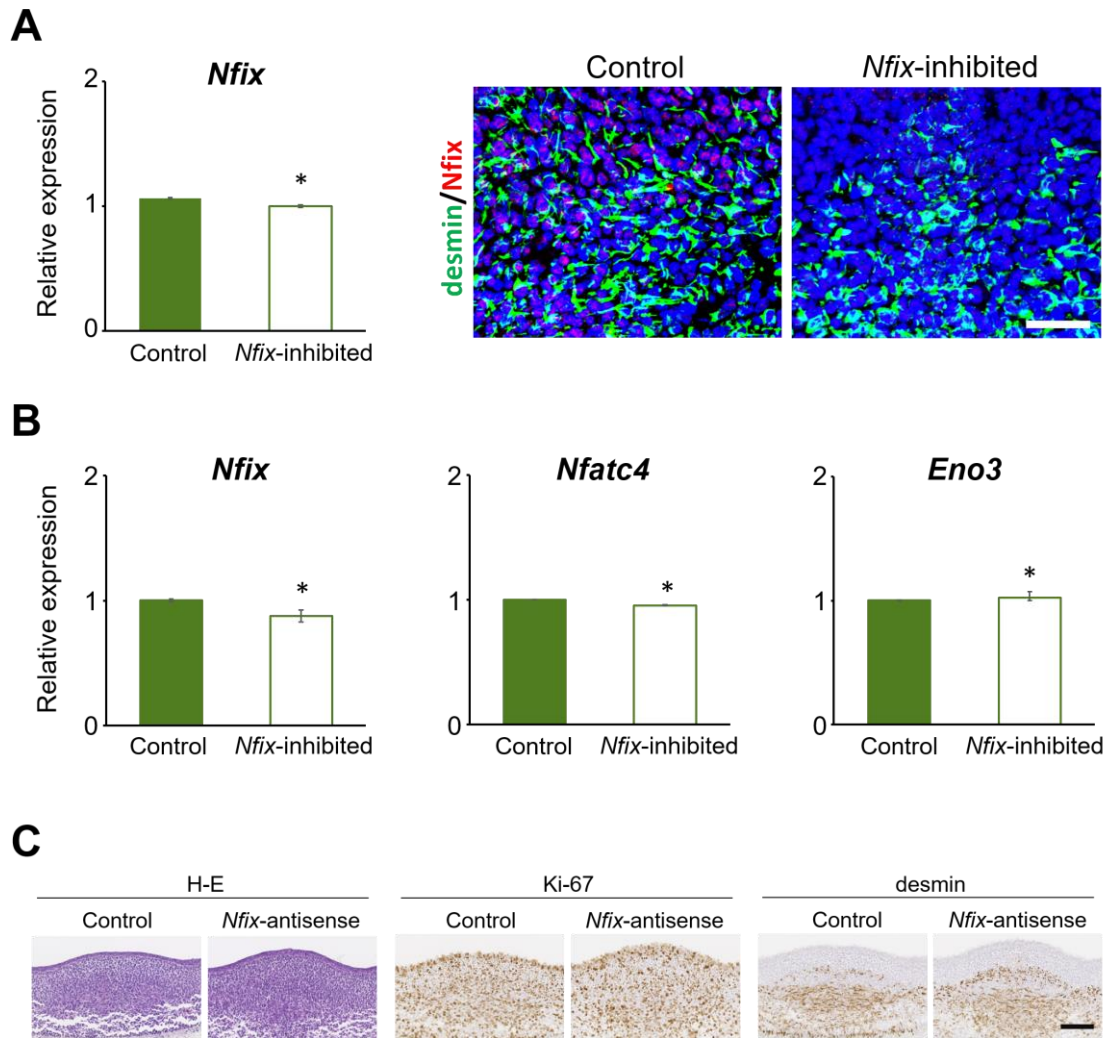 A
Nfix
Control
Nfix-inhibited
2
1
0
Relative expression
*
Control
Nfix-inhibited
desmin/Nfix
B
Nfix
Nfatc4
Eno3
2
1
0
Relative expression
*
Control
Nfix-inhibited
2
1
0
*
Control
Nfix-inhibited
2
1
0
*
Control
Nfix-inhibited
C
H-E
Ki-67
desmin
Control
Nfix-antisense
Control
Nfix-antisense
Control
Nfix-antisense